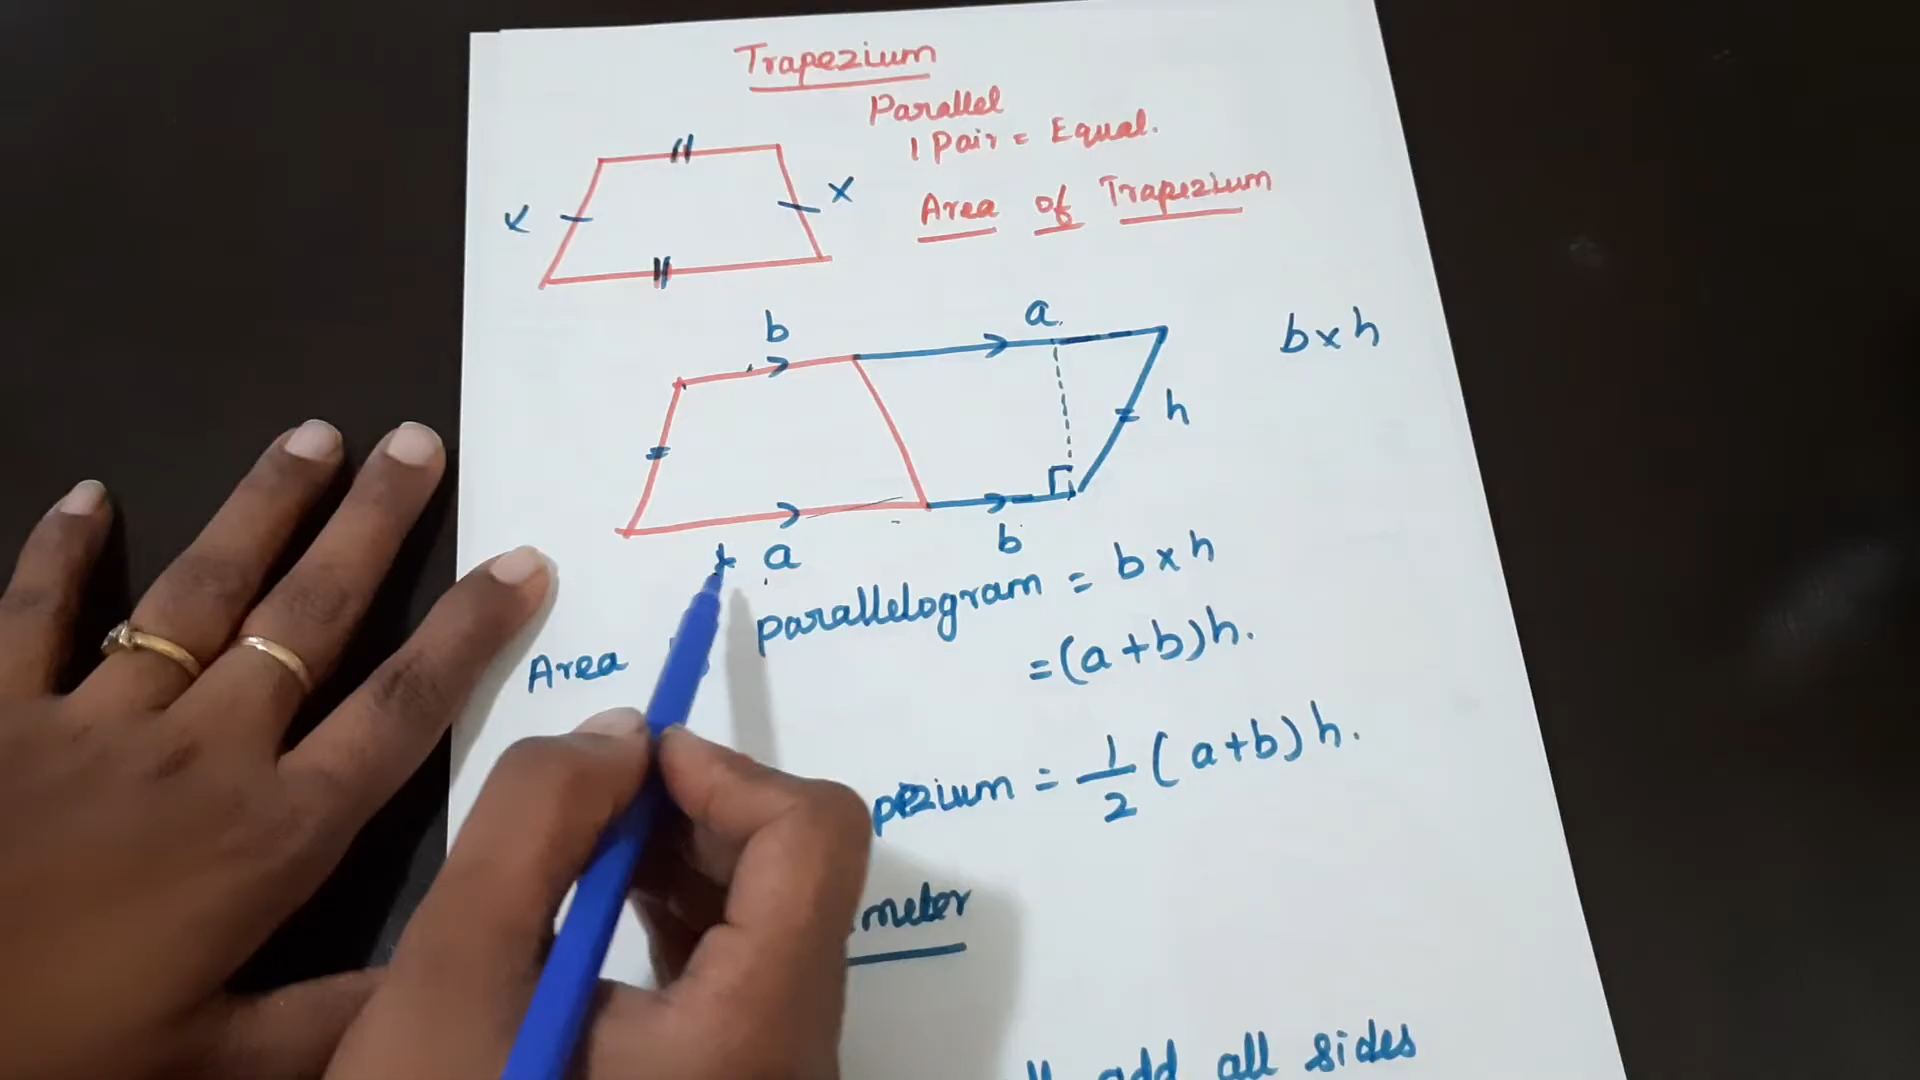 Trapezium
Parallel
1 Pair = Equal.
x
x
Area of Trapezium
b
a
b x h
h
a
b
Area parallelogram = b x h
= (a+b)h.
pezium = 1/2 (a+b) h.
meter
add all sides